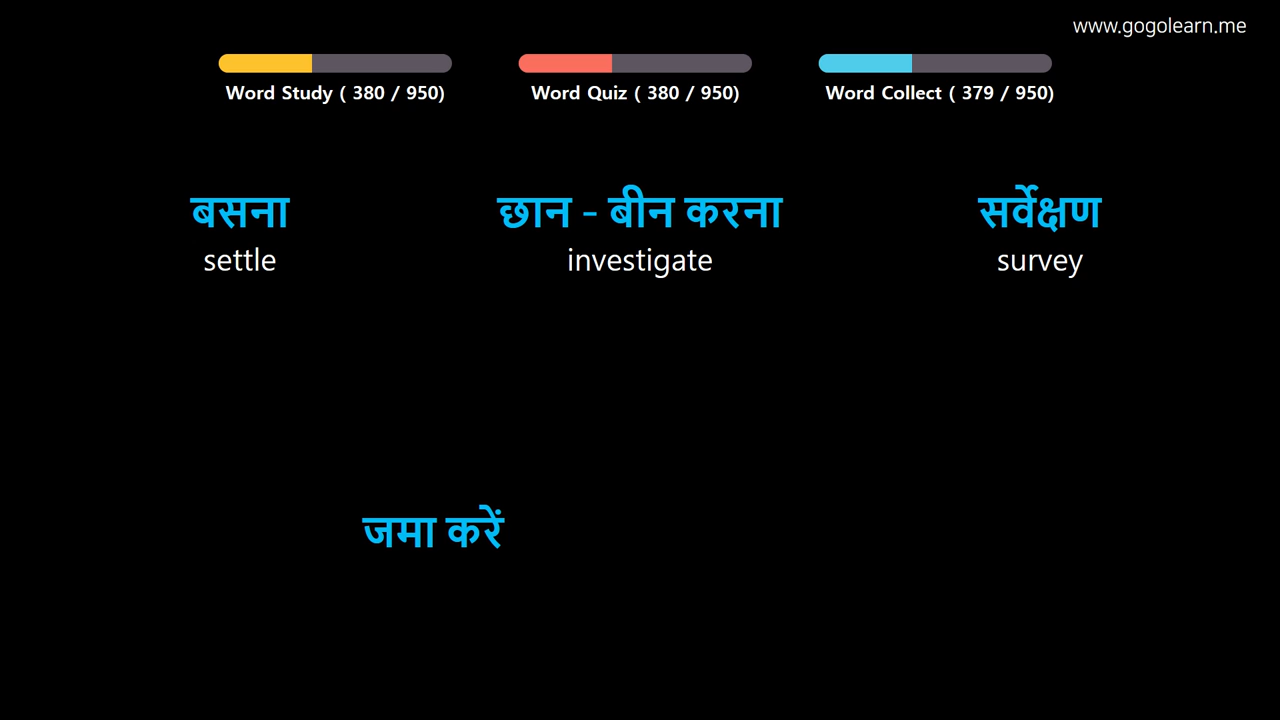 www.gogolearn.me
Word Study ( 380 / 950)
Word Quiz ( 380 / 950)
Word Collect ( 379 / 950)
बसना
settle
छान - बीन करना
investigate
सर्वेक्षण
survey
जमा करें